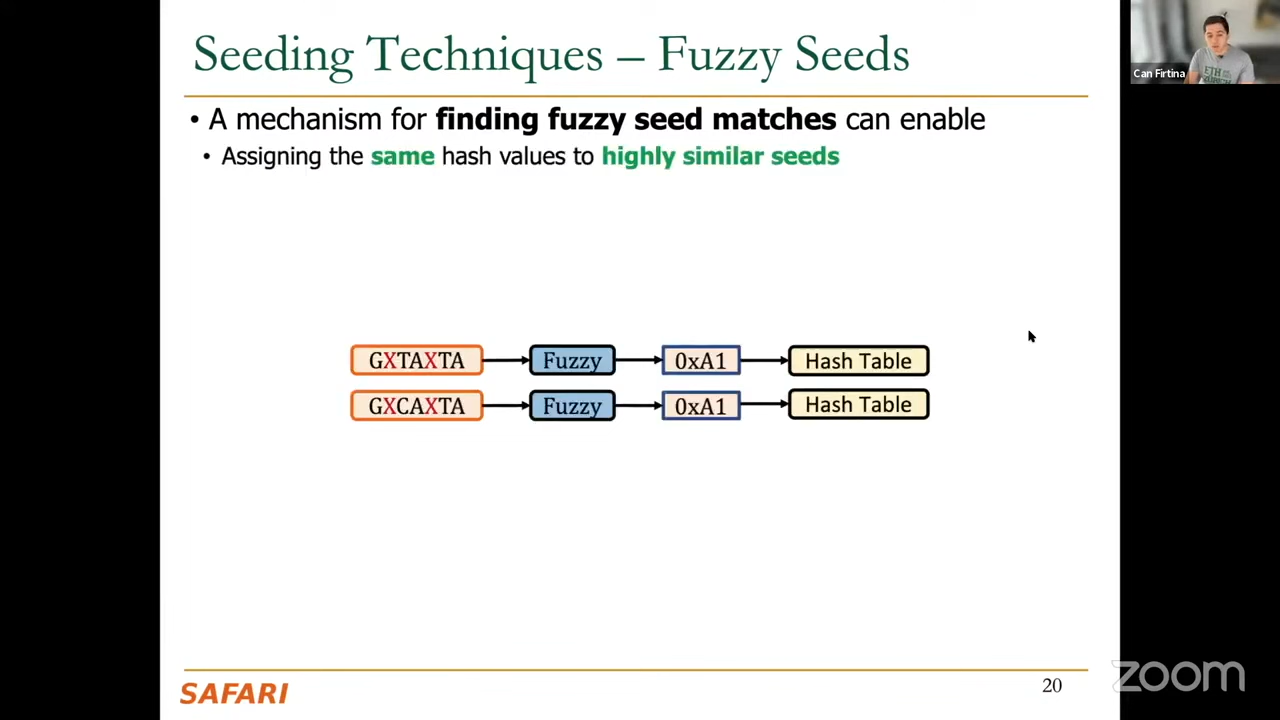 Seeding Techniques – Fuzzy Seeds
• A mechanism for finding fuzzy seed matches can enable
• Assigning the same hash values to highly similar seeds
GXTAXTA Fuzzy 0xA1 Hash Table
GXCAXTA Fuzzy 0xA1 Hash Table
SAFARI
20
zoom
Can Firtina
ETH